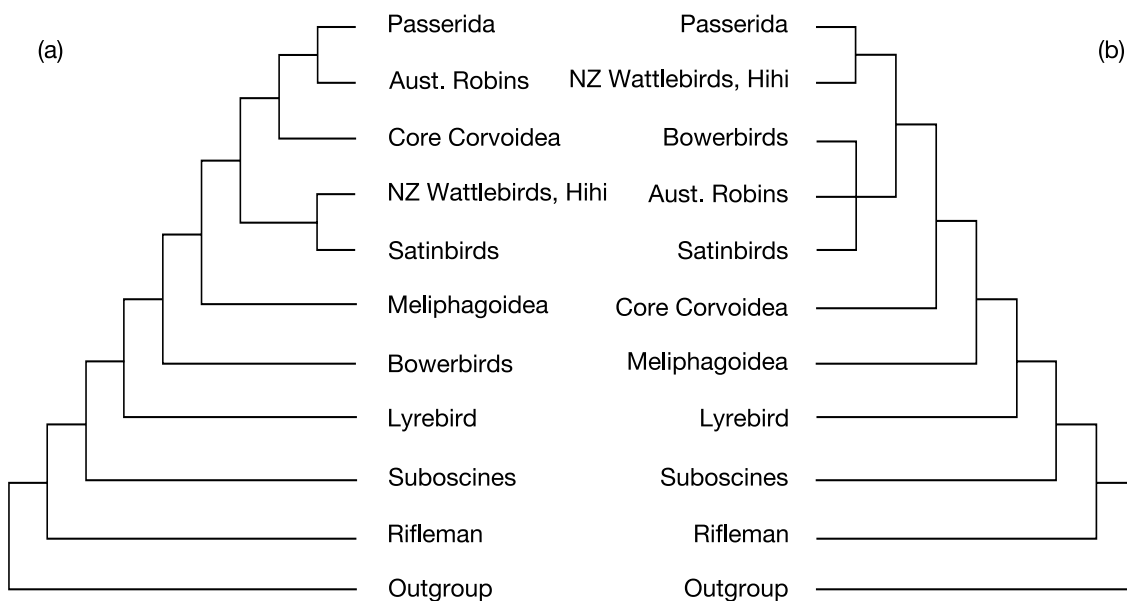 (a)
Passerida
Aust. Robins
Core Corvoidea
NZ Wattlebirds, Hihi
Satinbirds
Meliphagoidea
Bowerbirds
Lyrebird
Suboscines
Rifleman
Outgroup
(b)
Passerida
NZ Wattlebirds, Hihi
Bowerbirds
Aust. Robins
Satinbirds
Core Corvoidea
Meliphagoidea
Lyrebird
Suboscines
Rifleman
Outgroup